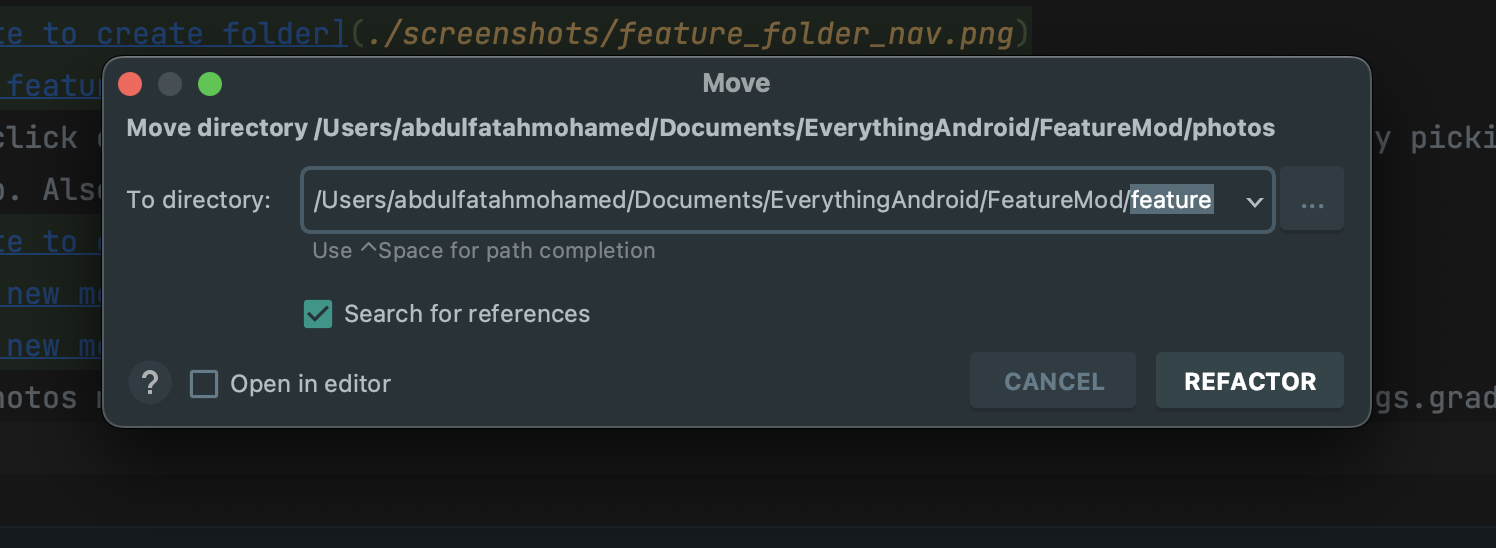 te to create folder](./screenshots/feature_folder_nav.png)
Move
featur
Move directory /Users/abdulfatahmohamed/Documents/EverythingAndroid/FeatureMod/photos
click y picki
To directory: /Users/abdulfatahmohamed/Documents/EverythingAndroid/FeatureMod/feature ...
o. Also
te to
Use ^Space for path completion
new mo
Search for references
new mo
? Open in editor CANCEL REFACTOR
hotos gs.grad